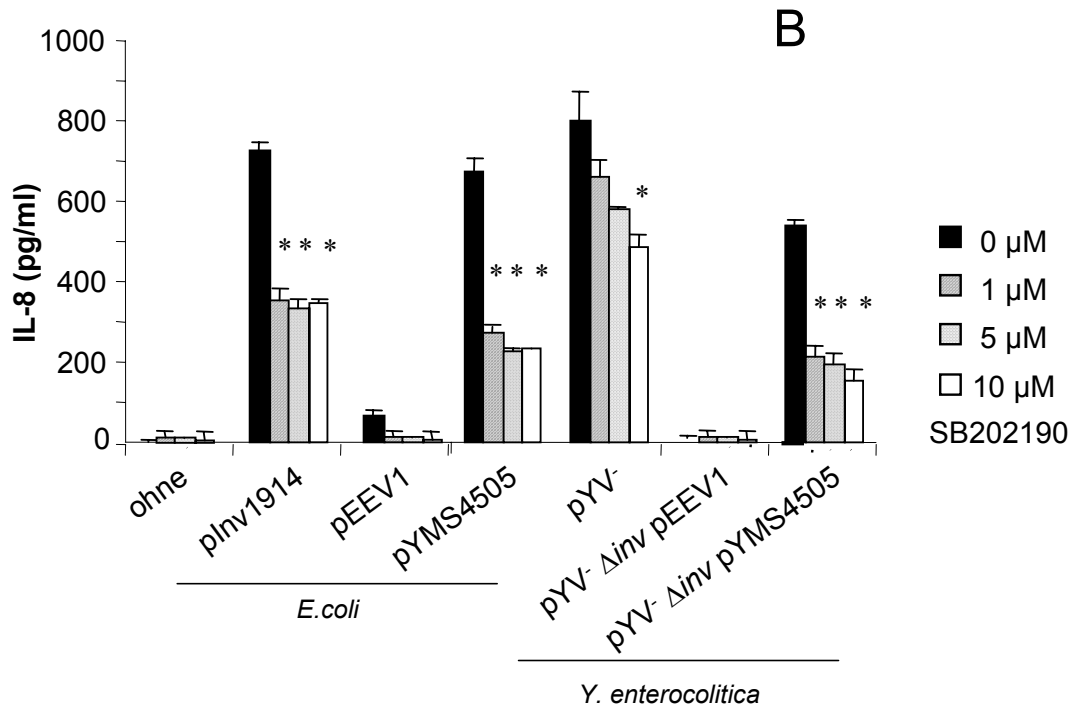 B
1000
800
600
400
200
0
IL-8 (pg/ml)
*
* * *
* * *
* * *
0 µM
1 µM
5 µM
10 µM
SB202190
ohne
pInv1914
pEEV1
pYMS4505
pYV-
pYV- Δinv pEEV1
pYV- Δinv pYMS4505
E.coli
Y. enterocolitica